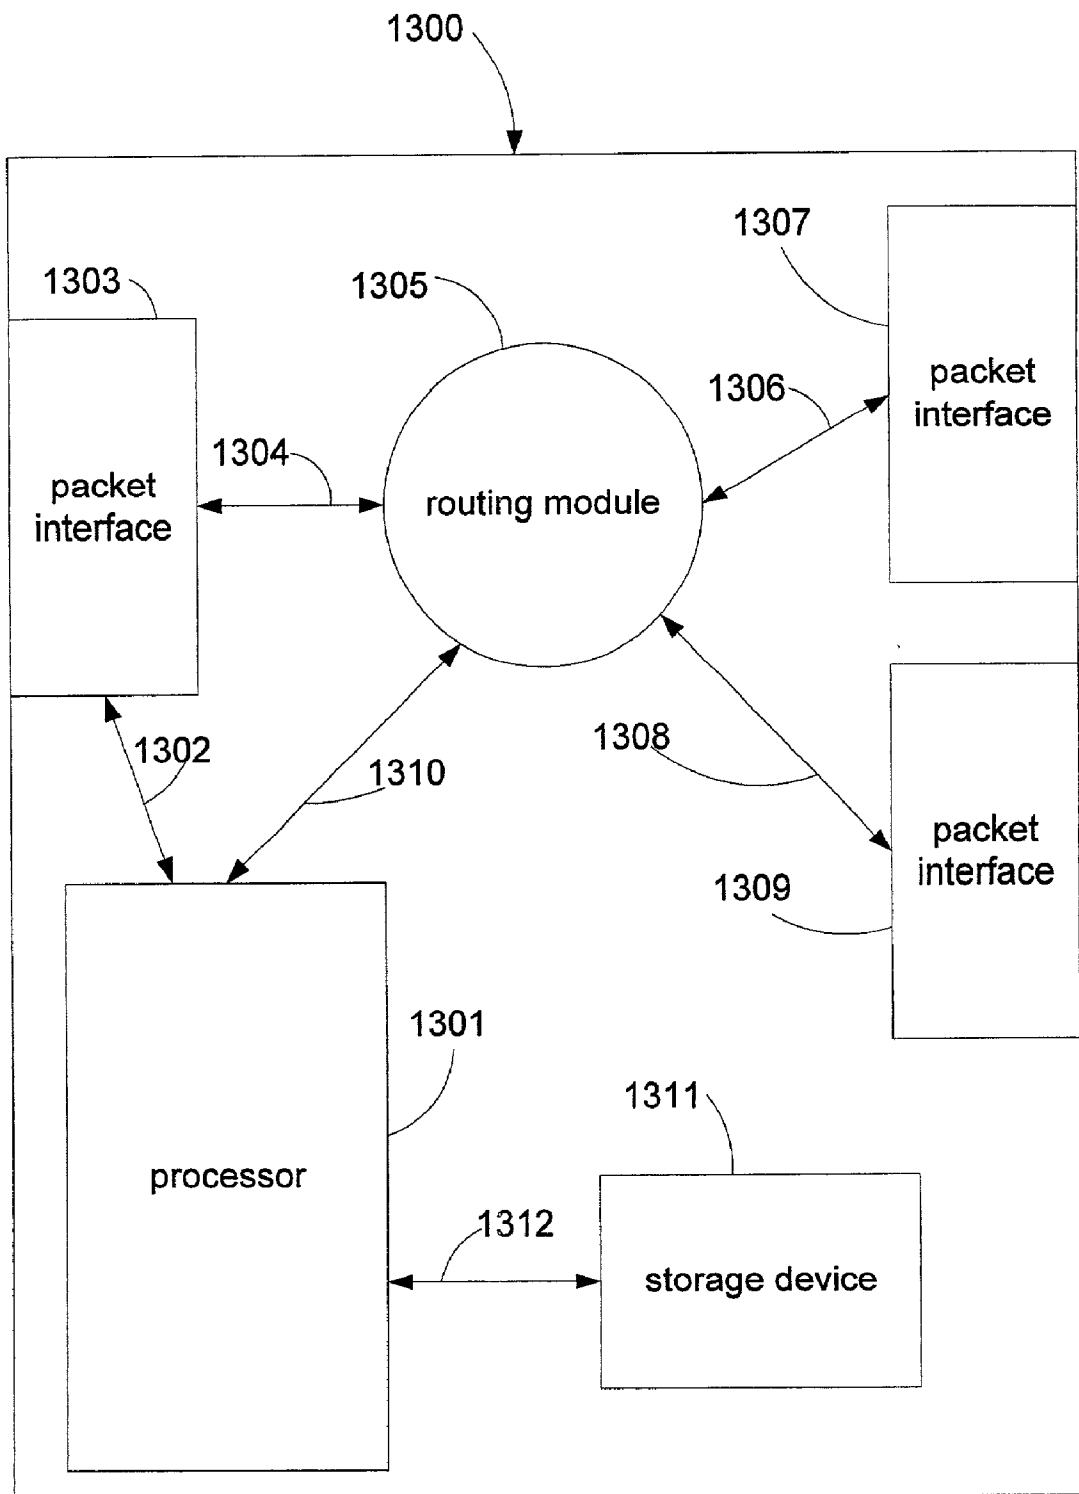 1300
1307
1303
1305
packet
interface
1306
1304
packet
interface
routing module
1302
1310
1308
packet
interface
1309
1301
1311
processor
1312
storage device